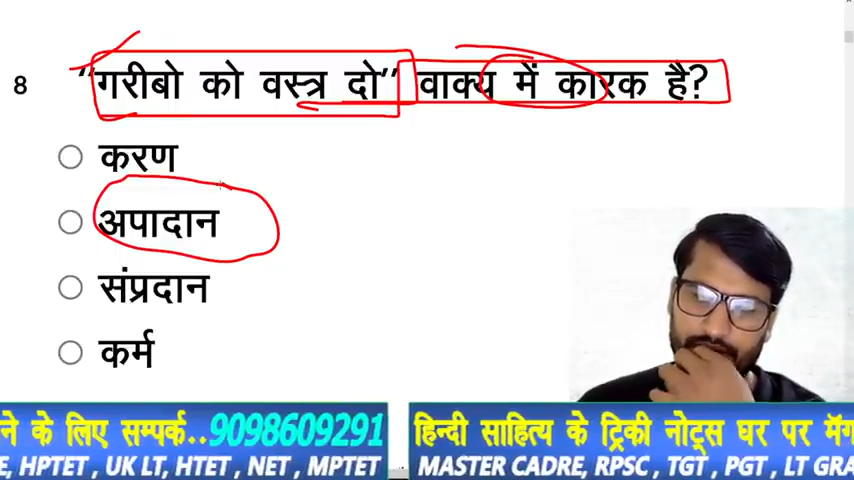 8 "गरीबो को वस्त्र दो" वाक्य में कारक है?
करण
अपादान
संप्रदान
कर्म
ने के लिए सम्पर्क..9098609291 हिन्दी साहित्य के ट्रिकी नोट्स घर पर मॅग
E, HPTET , UK LT, HTET , NET , MPTET MASTER CADRE, RPSC , TGT , PGT , LT GRA